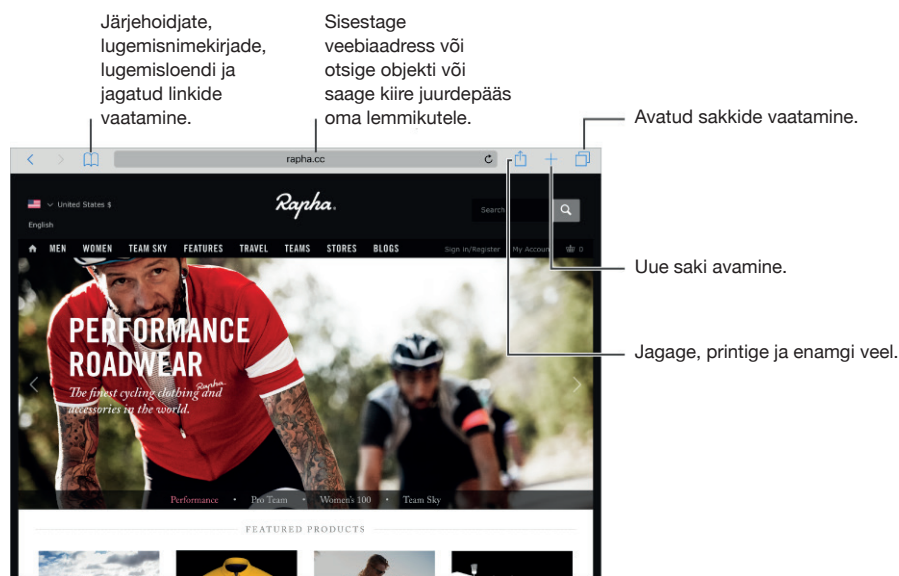 Järjehoidjate,
lugemisnimekirjade,
lugemisloendi ja
jagatud linkide
vaatamine.
Sisestage
veebiaadress või
otsige objekti või
saage kiire juurdepääs
oma lemmikutele.
Avatud sakkide vaatamine.
rapha.cc
United States $
English
Rapha.
Search
MEN WOMEN TEAM SKY FEATURES TRAVEL TEAMS STORES BLOGS Sign in/Register My Account 0
Uue saki avamine.
PERFORMANCE
ROADWEAR
Jagage, printige ja enamgi veel.
The finest cycling clothing and
accessories in the world.
Rapha
Performance • Pro Team • Women's 100 • Team Sky
FEATURED PRODUCTS